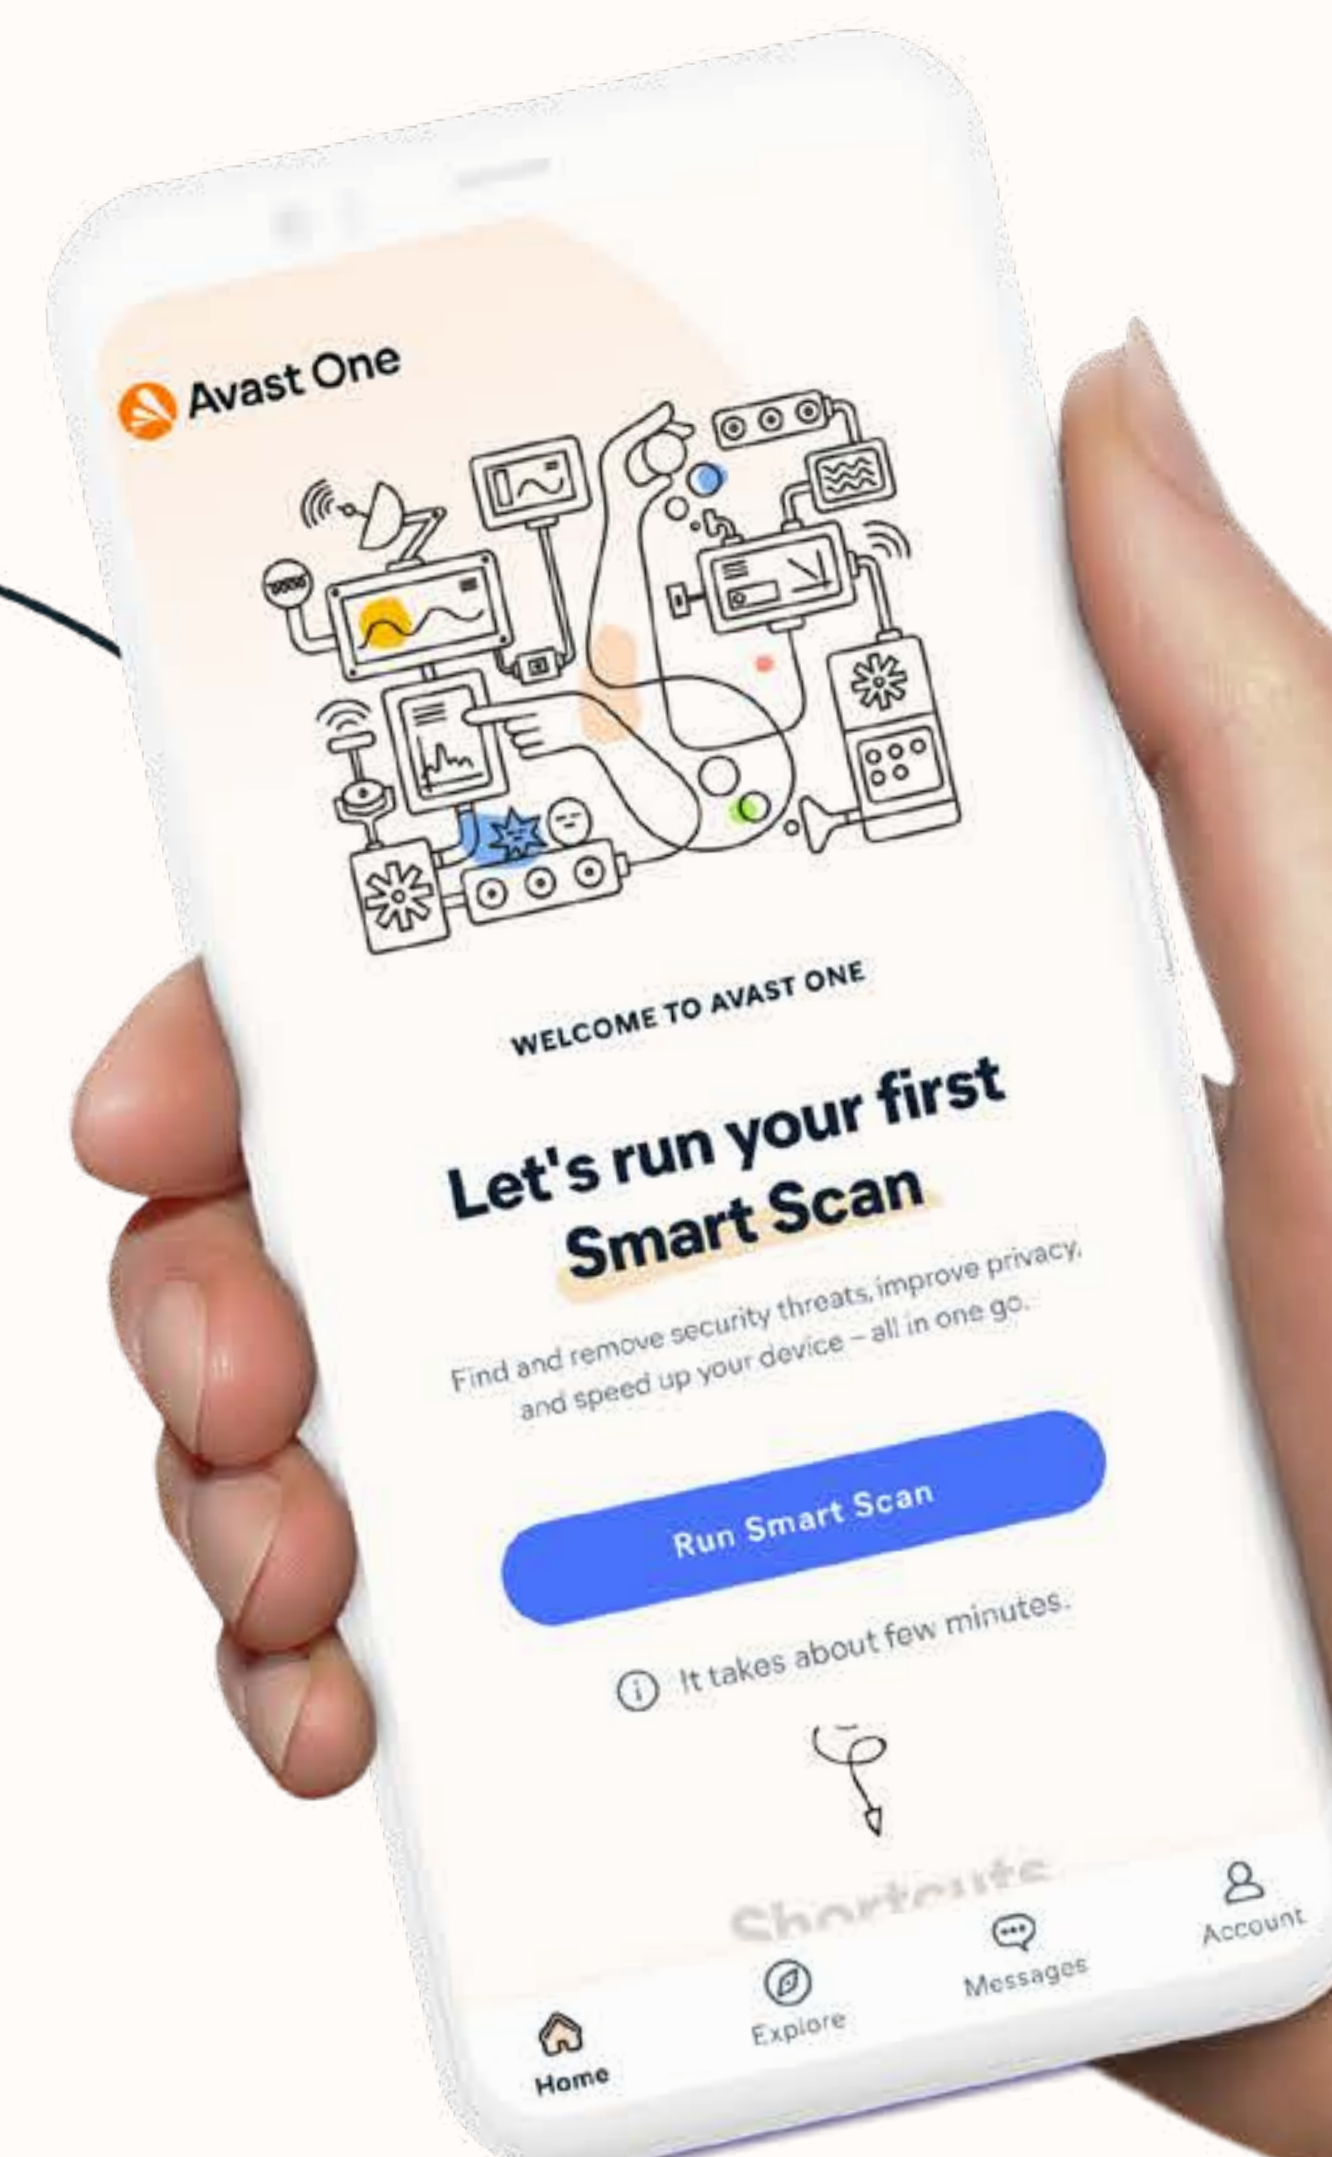 Avast One
WELCOME TO AVAST ONE
Let's run your first
Smart Scan
Find and remove security threats, improve privacy,
and speed up your device – all in one go.
Run Smart Scan
It takes about few minutes.
Shortcuts
Home
Explore
Messages
Account